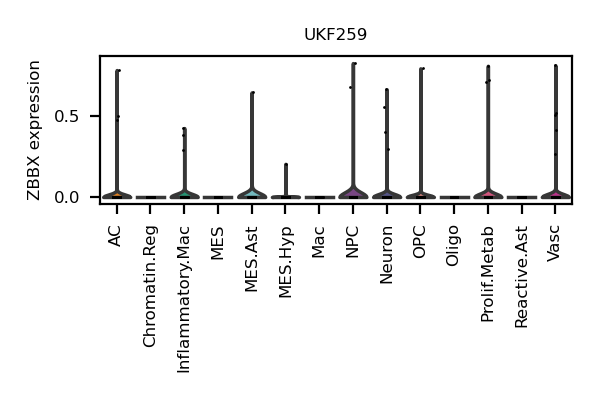 UKF259
ZBBX expression
0.5
0.0
AC
Chromatin.Reg
Inflammatory.Mac
MES
MES.Ast
MES.Hyp
Mac
NPC
Neuron
OPC
Oligo
Prolif.Metab
Reactive.Ast
Vasc